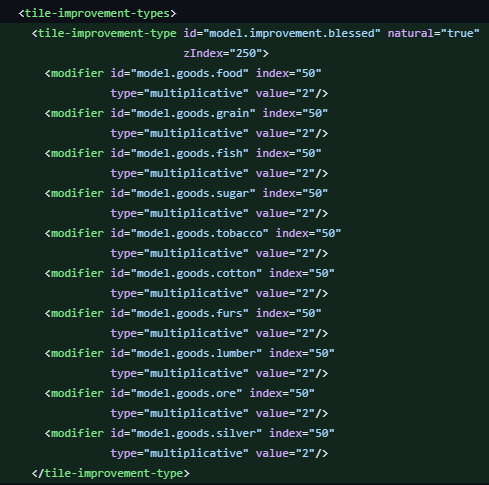 <tile-improvement-types>
<tile-improvement-type id="model.improvement.blessed" natural="true"
zIndex="250">
<modifier id="model.goods.food" index="50"
type="multiplicative" value="2"/>
<modifier id="model.goods.grain" index="50"
type="multiplicative" value="2"/>
<modifier id="model.goods.fish" index="50"
type="multiplicative" value="2"/>
<modifier id="model.goods.sugar" index="50"
type="multiplicative" value="2"/>
<modifier id="model.goods.tobacco" index="50"
type="multiplicative" value="2"/>
<modifier id="model.goods.cotton" index="50"
type="multiplicative" value="2"/>
<modifier id="model.goods.furs" index="50"
type="multiplicative" value="2"/>
<modifier id="model.goods.lumber" index="50"
type="multiplicative" value="2"/>
<modifier id="model.goods.ore" index="50"
type="multiplicative" value="2"/>
<modifier id="model.goods.silver" index="50"
type="multiplicative" value="2"/>
</tile-improvement-type>